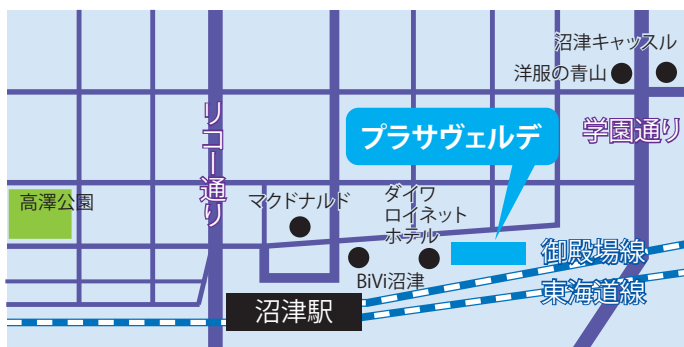 沼津キャッスル
洋服の青山
プラサヴェルデ
学園通り
リコー通り
高澤公園
マクドナルド
ダイワ
ロイネット
ホテル
御殿場線
BiVi沼津
東海道線
沼津駅